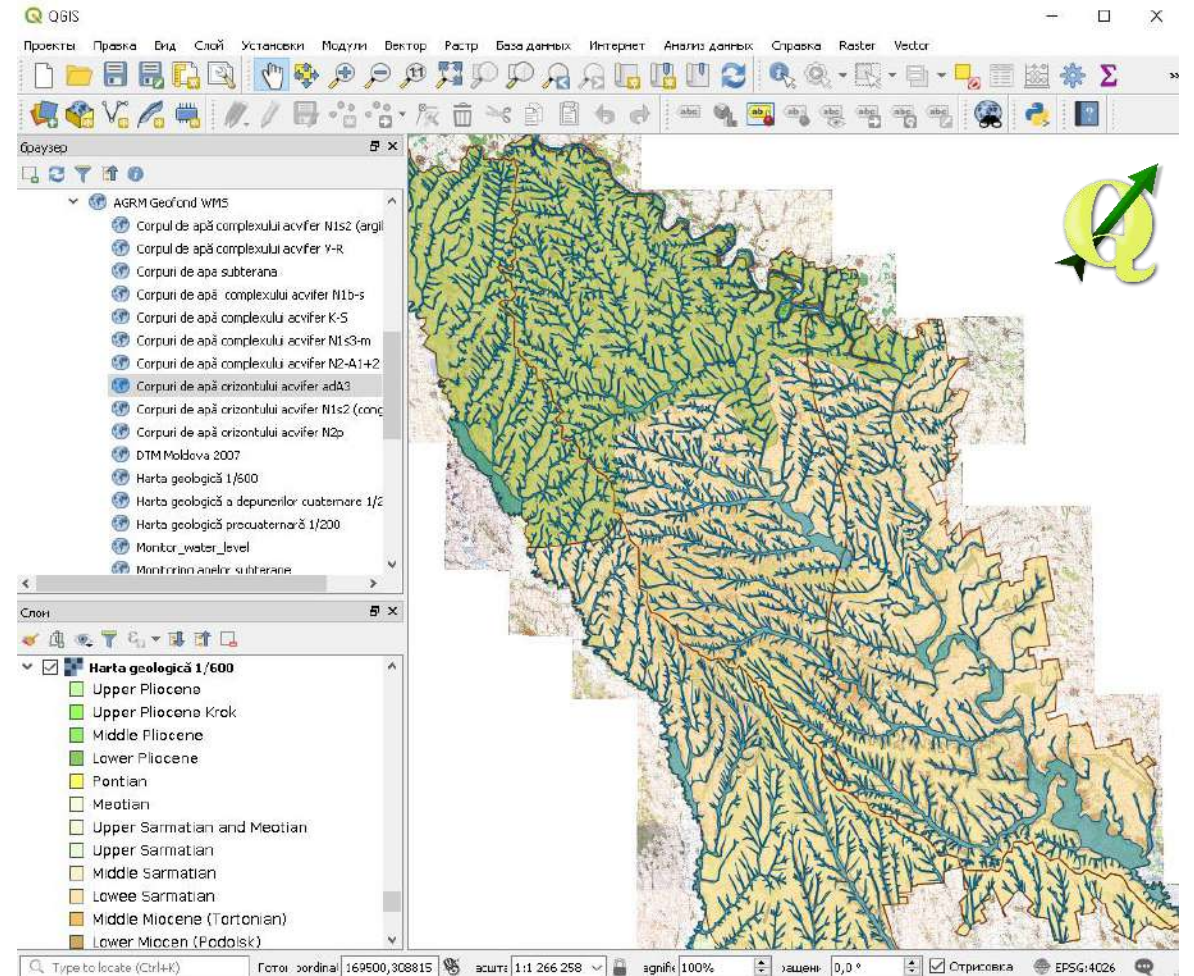 QGIS
Проекты Правка Вид Слой Установки Модули Вектор Растр База данных Интернет Анализ данных Справка Raster Vector
браузер
AGRM Geofond WMS
Corpul de apă complexului acvifer N1s2 (argil
Corpul de apă complexului acvifer V-R
Corpuri de apa subterana
Corpuri de apă complexului acvifer N1b-s
Corpuri de apă complexului acvifer K-S
Corpuri de apă complexului acvifer N1s3-m
Corpuri de apă complexului acvifer N2-A1+2
Corpuri de apă orizontului acvifer adA3
Corpuri de apă orizontului acvifer N1s2 (cong
Corpuri de apă orizontului acvifer N2p
DTM Moldova 2007
Harta geologică 1/600
Harta geologică a depunerilor cuaternare 1/2
Harta geologică precuaternară 1/200
Monitor_water_level
Monitoring apelor subterane
Слои
Harta geologică 1/600
Upper Pliocene
Upper Pliocene Krok
Middle Pliocene
Lower Pliocene
Pontian
Meotian
Upper Sarmatian and Meotian
Upper Sarmatian
Middle Sarmatian
Lowee Sarmatian
Middle Miocene (Tortonian)
Lower Miocen (Podolsk)
Type to locate (Ctrl+K) ordinal 169500,308815 1:1 266 258 agnifi 100% 0,0 ° Отрисовка EPSG:4026